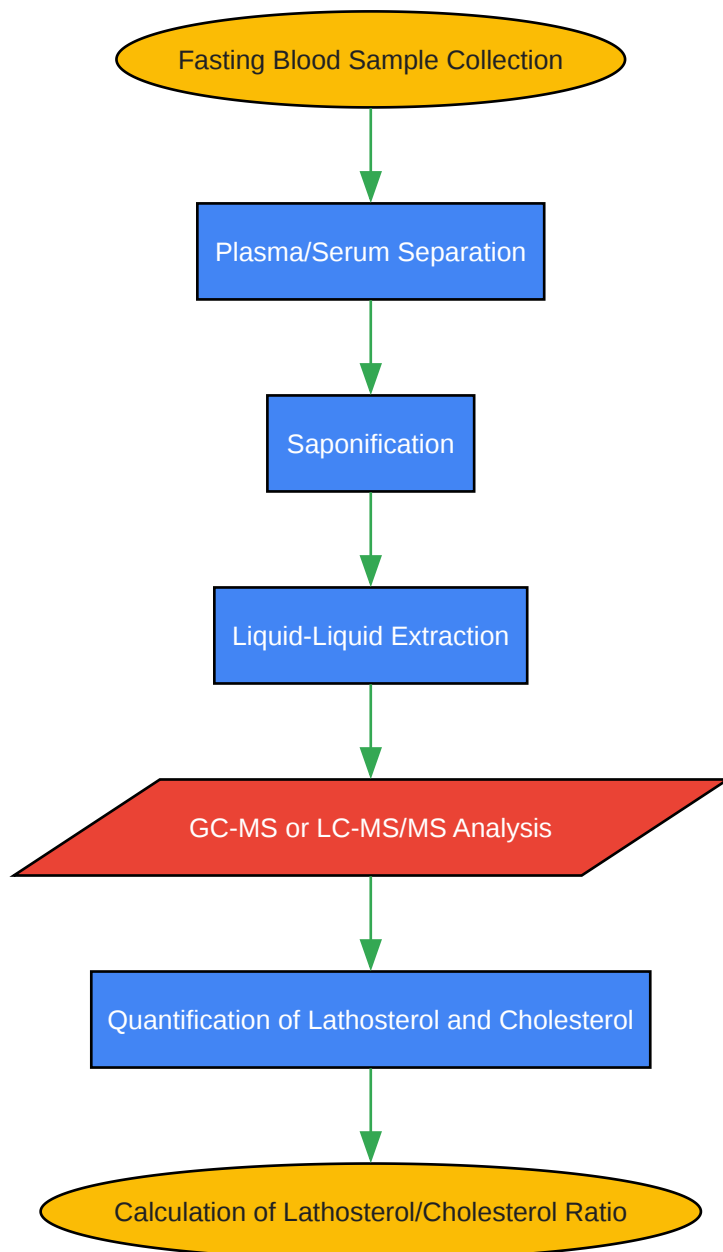 Fasting Blood Sample Collection
Plasma/Serum Separation
Saponification
Liquid-Liquid Extraction
GC-MS or LC-MS/MS Analysis
Quantification of Lathosterol and Cholesterol
Calculation of Lathosterol/Cholesterol Ratio